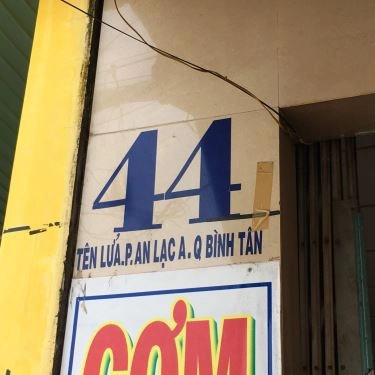 44
TÊN LỬA.P.AN LẠC A.Q BÌNH TÂN
CƠM